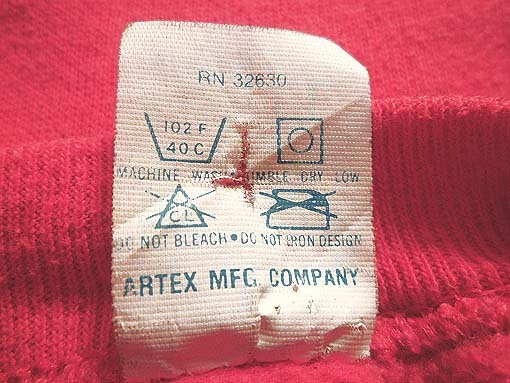 RN 32630
102 F
40 C
MACHINE WASH TUMBLE DRY LOW
CL
DO NOT BLEACH • DO NOT IRON DESIGN
ARTEX MFG. COMPANY